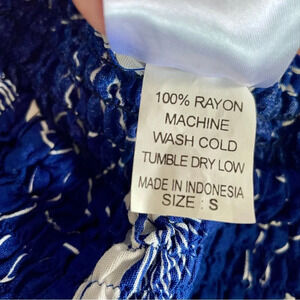 100% RAYON
MACHINE
WASH COLD
TUMBLE DRY LOW
MADE IN INDONESIA
SIZE : S